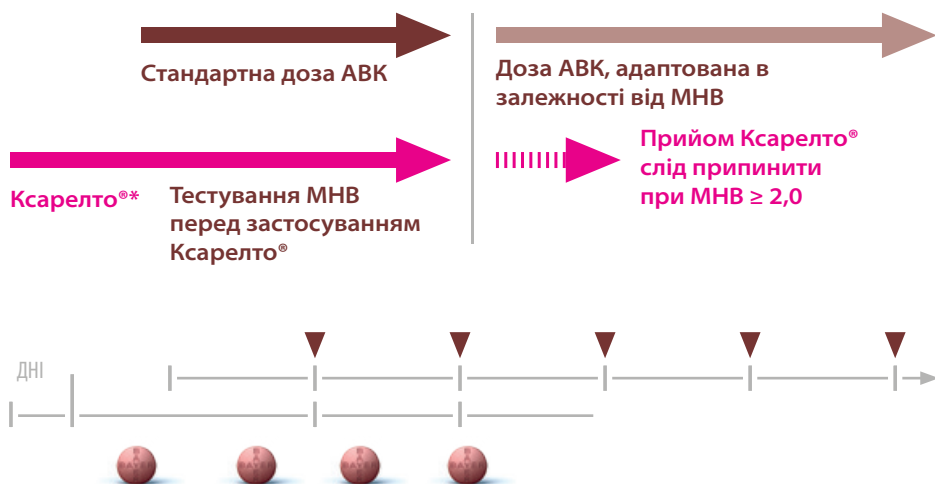 Стандартна доза АВК
Доза АВК, адаптована в
залежності від МНВ
Ксарелто®*
Тестування МНВ
перед застосуванням
Ксарелто®
Прийом Ксарелто®
слід припинити
при МНВ ≥ 2,0
ДНІ